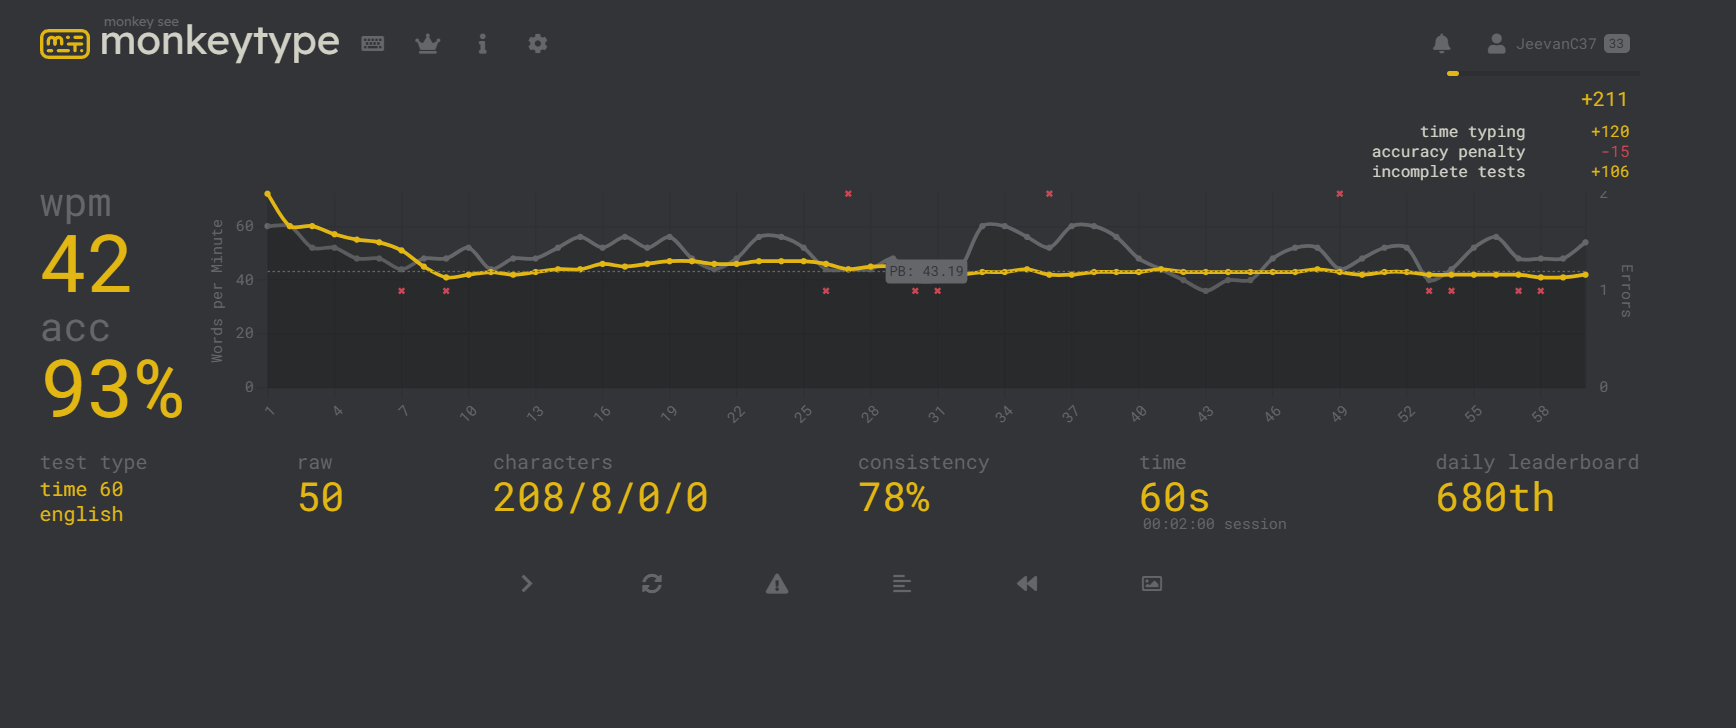 monkey see
monkeytype
JeevanC37 33
+211
time typing +120
accuracy penalty -15
incomplete tests +106
wpm
42
acc
93%
Words per Minute
60
40
20
0
PB: 43.19
2
1
0
Errors
1 4 7 10 13 16 19 22 25 28 31 34 37 40 43 46 49 52 55 58
test type
time 60
english
raw
50
characters
208/8/0/0
consistency
78%
time
60s
00:02:00 session
daily leaderboard
680th